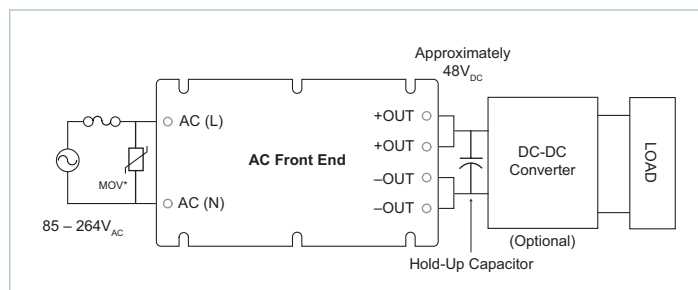 Approximately
48VDC
AC (L)
+OUT
+OUT
AC Front End
DC-DC
Converter
LOAD
MOV*
–OUT
AC (N)
–OUT
85 – 264VAC
(Optional)
Hold-Up Capacitor